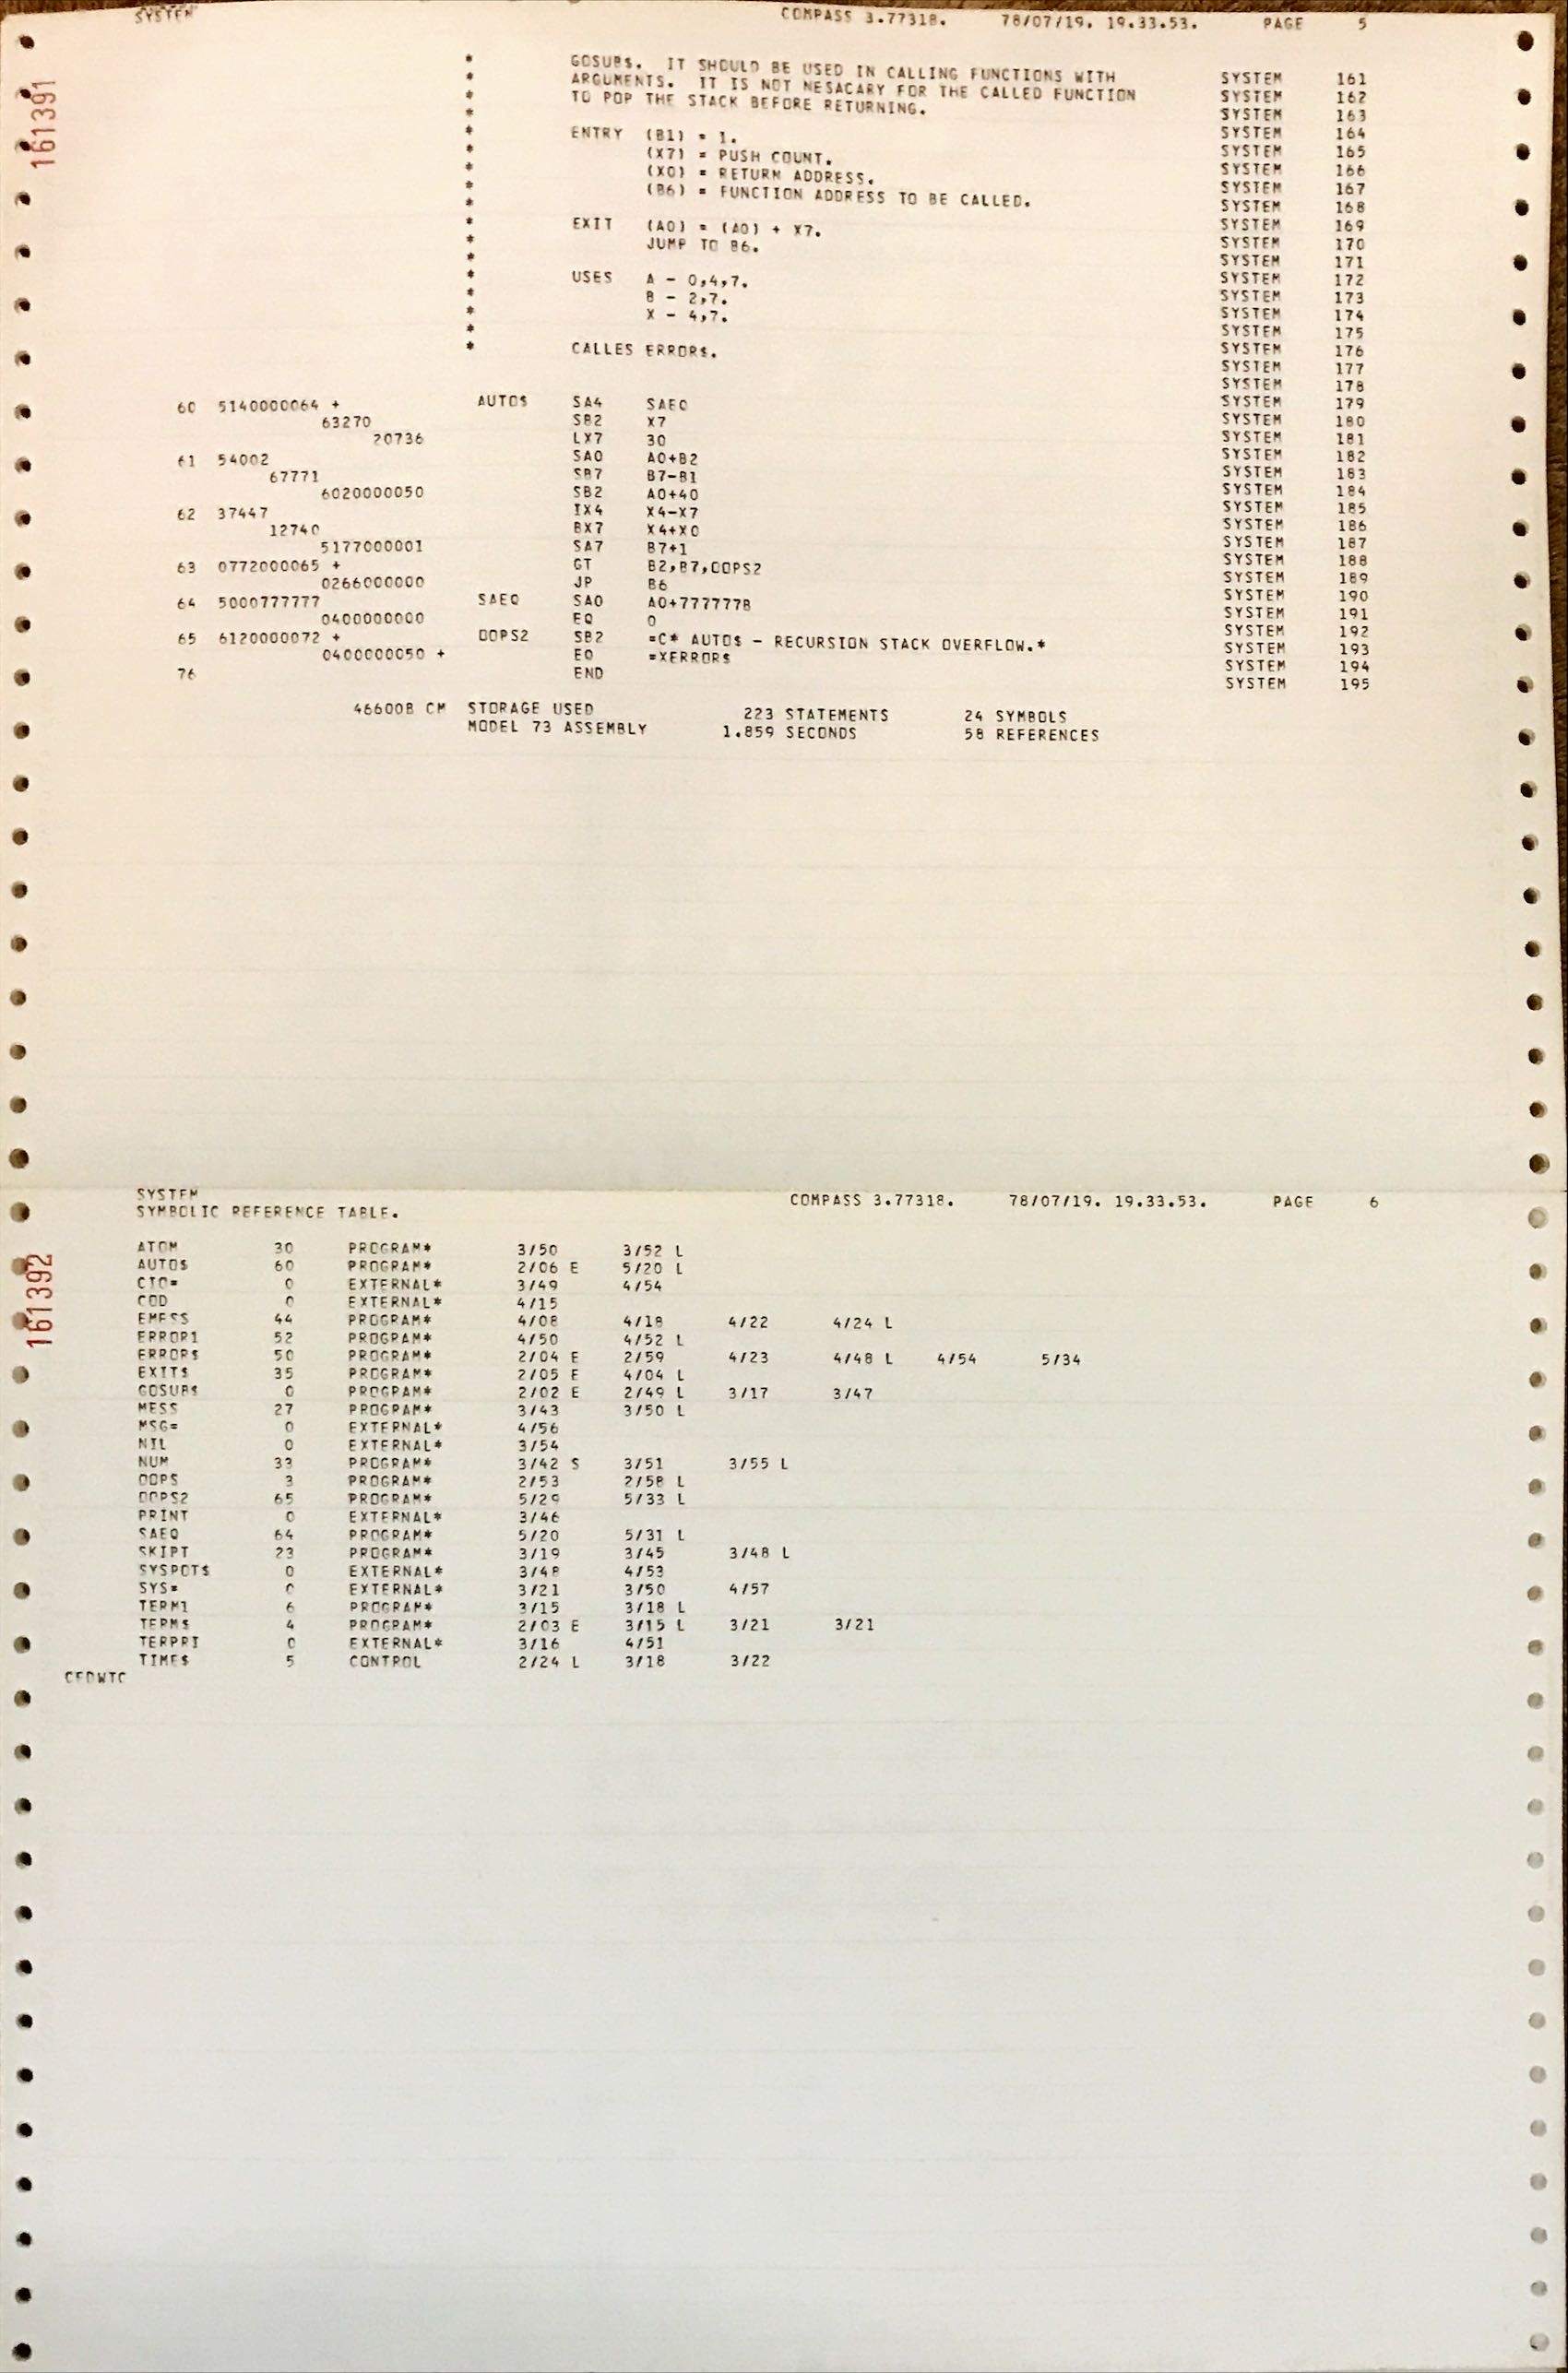 SYSTEM COMPASS 3.77318. 78/07/19. 19.33.53. PAGE 5
161391
* GOSUB$. IT SHOULD BE USED IN CALLING FUNCTIONS WITH SYSTEM 161
* ARGUMENTS. IT IS NOT NESACARY FOR THE CALLED FUNCTION SYSTEM 162
* TO POP THE STACK BEFORE RETURNING. SYSTEM 163
* SYSTEM 164
* ENTRY (B1) = 1. SYSTEM 165
* (X7) = PUSH COUNT. SYSTEM 166
* (X0) = RETURN ADDRESS. SYSTEM 167
* (B6) = FUNCTION ADDRESS TO BE CALLED. SYSTEM 168
* SYSTEM 169
* EXIT (A0) = (A0) + X7. SYSTEM 170
* JUMP TO B6. SYSTEM 171
* SYSTEM 172
* USES A - 0,4,7. SYSTEM 173
* B - 2,7. SYSTEM 174
* X - 4,7. SYSTEM 175
* SYSTEM 176
* CALLES ERROR$. SYSTEM 177
SYSTEM 178
60 5140000064 + AUTO$ SA4 SAEQ SYSTEM 179
63270 SB2 X7 SYSTEM 180
20736 LX7 30 SYSTEM 181
61 54002 SA0 A0+B2 SYSTEM 182
67771 SB7 B7-B1 SYSTEM 183
6020000050 SB2 A0+40 SYSTEM 184
62 37447 IX4 X4-X7 SYSTEM 185
12740 BX7 X4+X0 SYSTEM 186
5177000001 SA7 B7+1 SYSTEM 187
63 0772000065 + GT B2,B7,OOPS2 SYSTEM 188
0266000000 JP B6 SYSTEM 189
64 5000777777 SAEQ SA0 A0+777777B SYSTEM 190
0400000000 EQ 0 SYSTEM 191
65 6120000072 + OOPS2 SB2 =C* AUTO$ - RECURSION STACK OVERFLOW.* SYSTEM 192
0400000050 + EQ =XERROR$ SYSTEM 193
76 END SYSTEM 194
SYSTEM 195
46600B CM STORAGE USED 223 STATEMENTS 24 SYMBOLS
MODEL 73 ASSEMBLY 1.859 SECONDS 58 REFERENCES
SYSTEM COMPASS 3.77318. 78/07/19. 19.33.53. PAGE 6
SYMBOLIC REFERENCE TABLE.
161392
ATOM 30 PROGRAM* 3/50 3/52 L
AUTO$ 60 PROGRAM* 2/06 E 5/20 L
CIO= 0 EXTERNAL* 3/49 4/54
COD 0 EXTERNAL* 4/15
EMESS 44 PROGRAM* 4/08 4/18 4/22 4/24 L
ERROR1 52 PROGRAM* 4/50 4/52 L
ERROR$ 50 PROGRAM* 2/04 E 2/59 4/23 4/48 L 4/54 5/34
EXIT$ 35 PROGRAM* 2/05 E 4/04 L
GOSUB$ 0 PROGRAM* 2/02 E 2/49 L 3/17 3/47
MESS 27 PROGRAM* 3/43 3/50 L
MSG= 0 EXTERNAL* 4/56
NIL 0 EXTERNAL* 3/54
NUM 33 PROGRAM* 3/42 S 3/51 3/55 L
OOPS 3 PROGRAM* 2/53 2/58 L
OOPS2 65 PROGRAM* 5/29 5/33 L
PRINT 0 EXTERNAL* 3/46
SAEQ 64 PROGRAM* 5/20 5/31 L
SKIPT 23 PROGRAM* 3/19 3/45 3/48 L
SYSPOT$ 0 EXTERNAL* 3/48 4/53
SYS= 0 EXTERNAL* 3/21 3/50 4/57
TERM1 6 PROGRAM* 3/15 3/18 L
TERM$ 4 PROGRAM* 2/03 E 3/15 L 3/21 3/21
TERPRI 0 EXTERNAL* 3/16 4/51
TIME$ 5 CONTROL 2/24 L 3/18 3/22